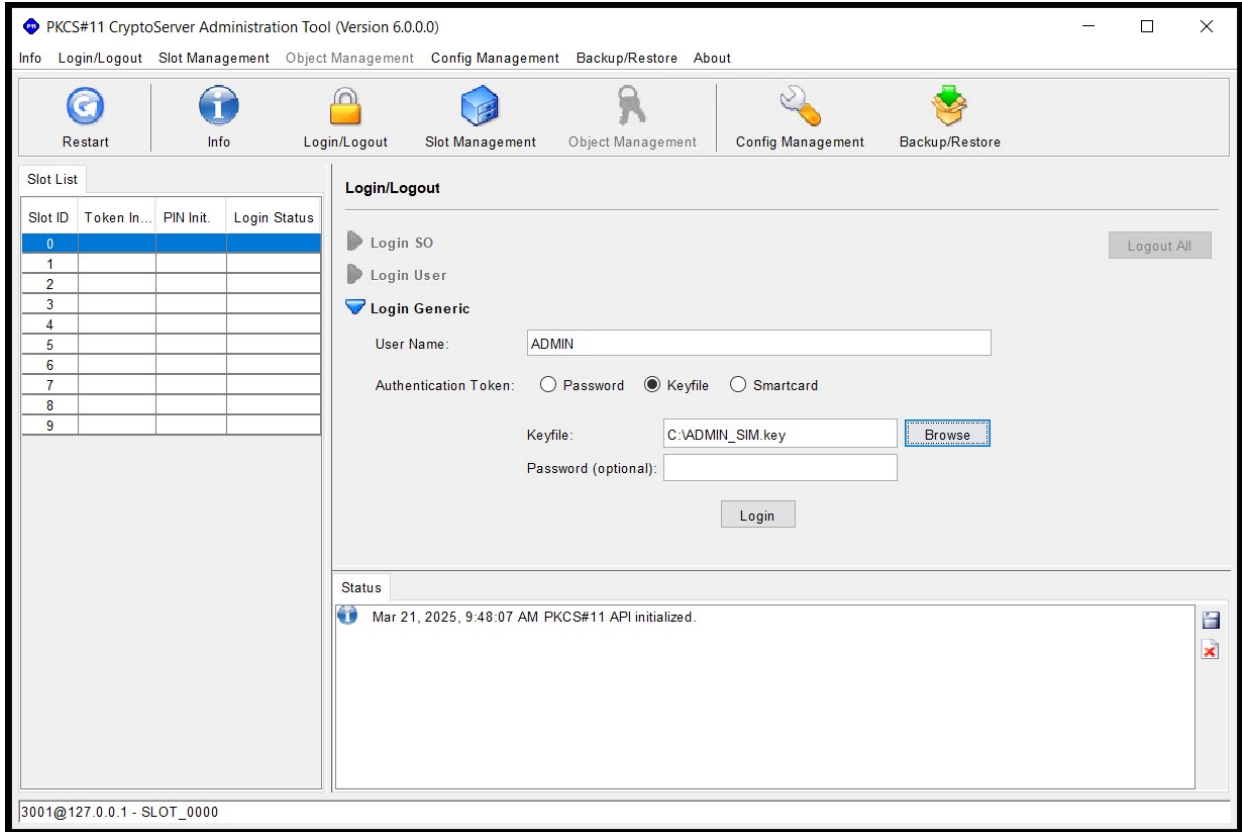 PKCS#11 CryptoServer Administration Tool (Version 6.0.0.0)
Info Login/Logout Slot Management Object Management Config Management Backup/Restore About
Restart Info Login/Logout Slot Management Object Management Config Management Backup/Restore
Slot List
Slot ID Token In... PIN Init. Login Status
0
1
2
3
4
5
6
7
8
9
Login/Logout
Login SO
Logout All
Login User
Login Generic
User Name: ADMIN
Authentication Token: Password Keyfile Smartcard
Keyfile: C:\ADMIN_SIM.key Browse
Password (optional):
Login
Status
Mar 21, 2025, 9:48:07 AM PKCS#11 API initialized.
3001@127.0.0.1 - SLOT_0000